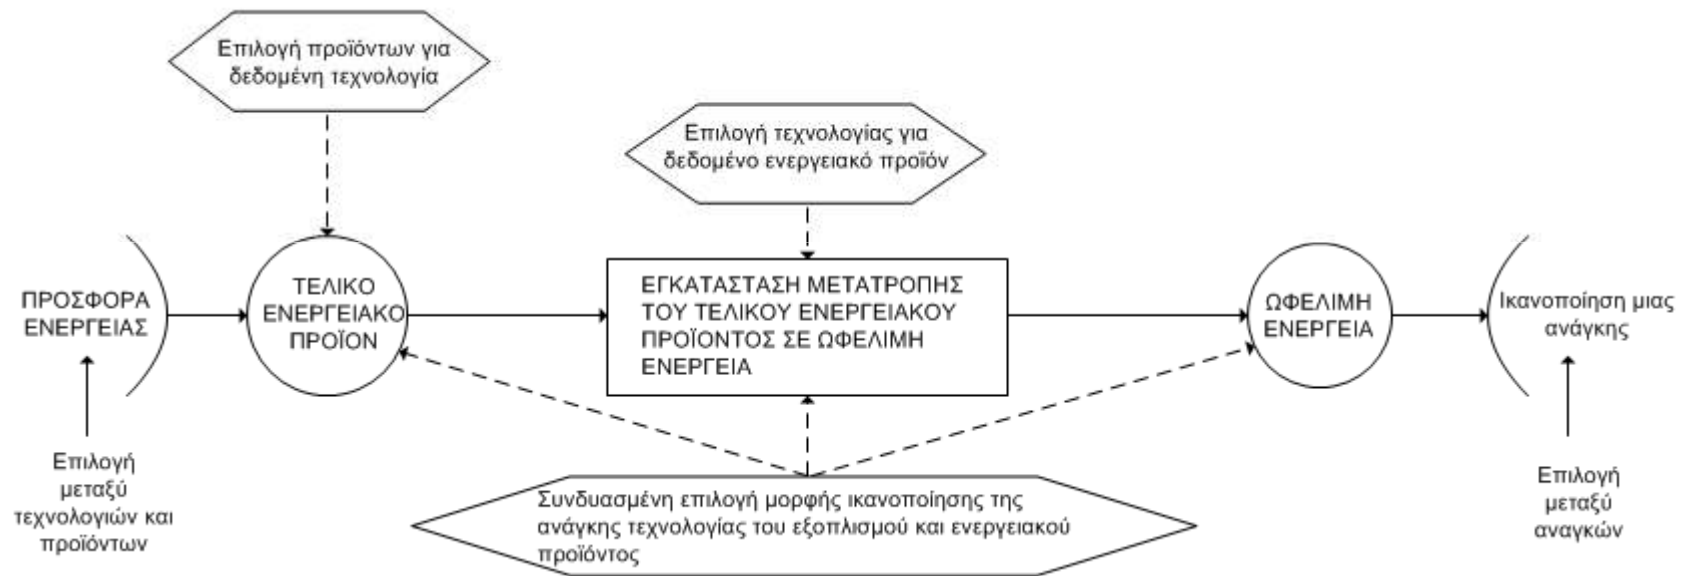 Επιλογή προϊόντων για
δεδομένη τεχνολογία
Επιλογή τεχνολογίας για
δεδομένο ενεργειακό προϊόν
ΠΡΟΣΦΟΡΑ
ΕΝΕΡΓΕΙΑΣ
ΤΕΛΙΚΟ
ΕΝΕΡΓΕΙΑΚΟ
ΠΡΟΪΟΝ
ΕΓΚΑΤΑΣΤΑΣΗ ΜΕΤΑΤΡΟΠΗΣ
ΤΟΥ ΤΕΛΙΚΟΥ ΕΝΕΡΓΕΙΑΚΟΥ
ΠΡΟΪΟΝΤΟΣ ΣΕ ΩΦΕΛΙΜΗ
ΕΝΕΡΓΕΙΑ
ΩΦΕΛΙΜΗ
ΕΝΕΡΓΕΙΑ
Ικανοποίηση μιας
ανάγκης
Επιλογή
μεταξύ
τεχνολογιών και
προϊόντων
Συνδυασμένη επιλογή μορφής ικανοποίησης της
ανάγκης τεχνολογίας του εξοπλισμού και ενεργειακού
προϊόντος
Επιλογή
μεταξύ
αναγκών